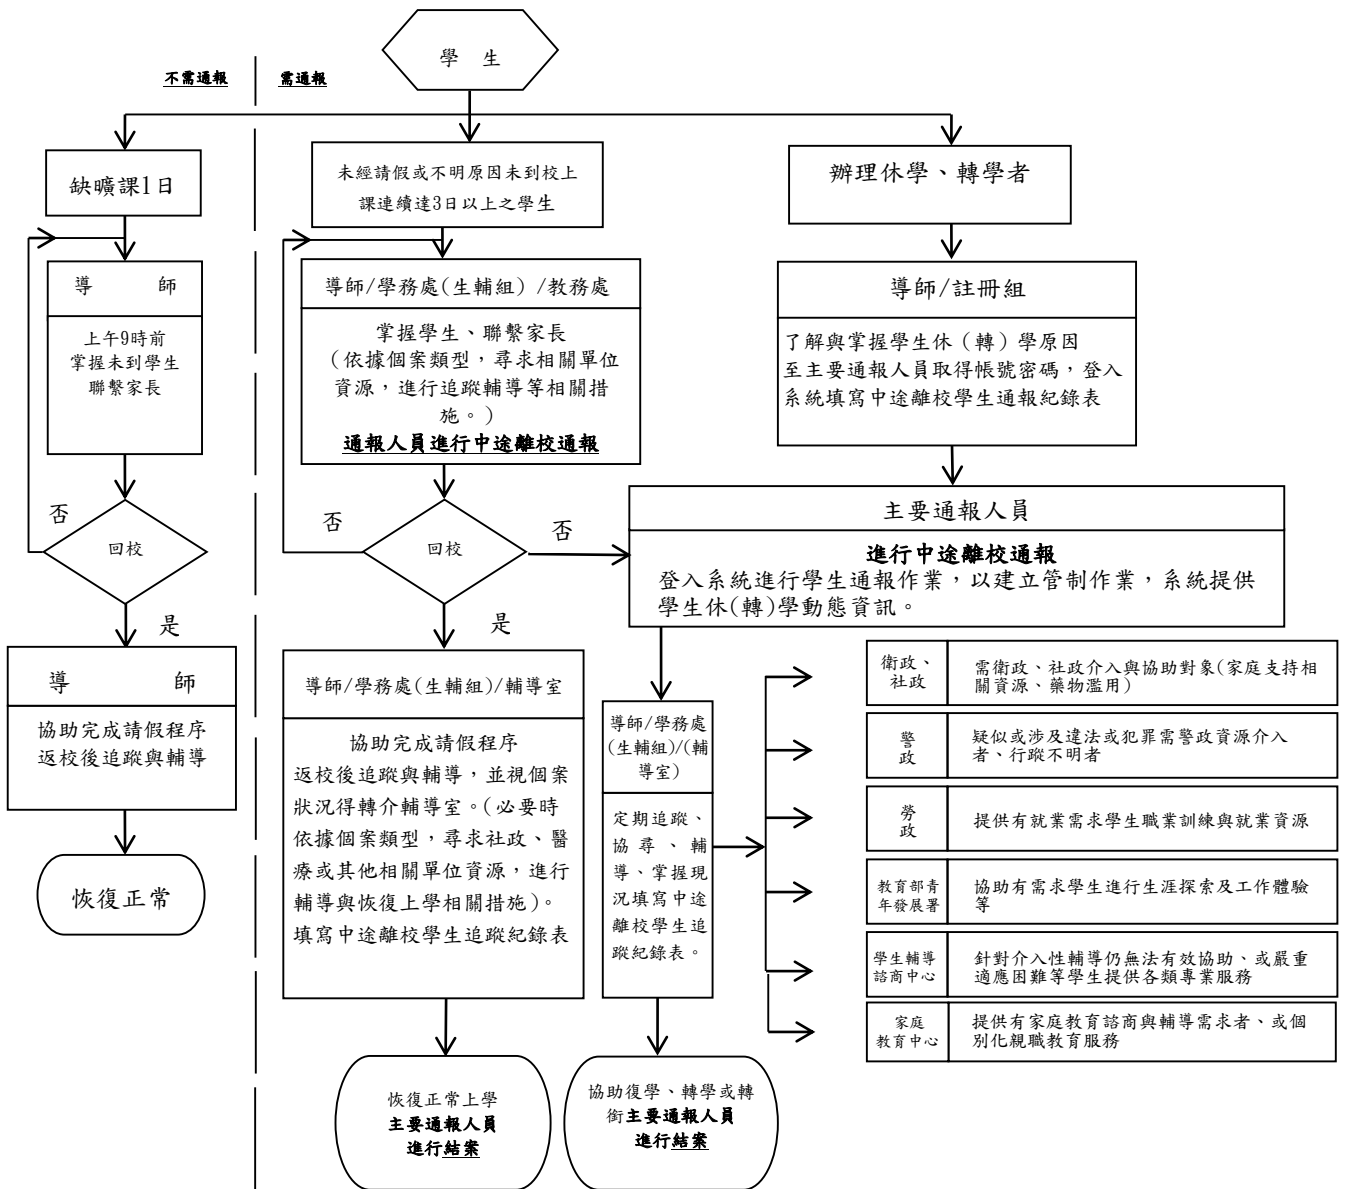 學 生
不需通報
需通報
缺曠課1日
未經請假或不明原因未到校上
課連續達3日以上之學生
辦理休學、轉學者
導 師
上午9時前
掌握未到學生
聯繫家長
導師/學務處(生輔組) /教務處
掌握學生、聯繫家長
(依據個案類型，尋求相關單位
資源，進行追蹤輔導等相關措
施。)
通報人員進行中途離校通報
導師/註冊組
了解與掌握學生休（轉）學原因
至主要通報人員取得帳號密碼，登入
系統填寫中途離校學生通報紀錄表
否
回校
是
否
回校
否
是
主要通報人員
進行中途離校通報
登入系統進行學生通報作業，以建立管制作業，系統提供
學生休(轉)學動態資訊。
導 師
協助完成請假程序
返校後追蹤與輔導
恢復正常
導師/學務處(生輔組)/輔導室
協助完成請假程序
返校後追蹤與輔導，並視個案
狀況得轉介輔導室。(必要時
依據個案類型，尋求社政、醫
療或其他相關單位資源，進行
輔導與恢復上學相關措施)。
填寫中途離校學生追蹤紀錄表
恢復正常上學
主要通報人員
進行結案
導師/學務處
(生輔組)/(輔
導室)
定期追蹤、
協尋、輔
導、掌握現
況填寫中途
離校學生追
蹤紀錄表。
協助復學、轉學或轉
銜主要通報人員
進行結案
衛政、
社政
需衛政、社政介入與協助對象(家庭支持相
關資源、藥物濫用)
警
政
疑似或涉及違法或犯罪需警政資源介入
者、行蹤不明者
勞
政
提供有就業需求學生職業訓練與就業資源
教育部青
年發展署
協助有需求學生進行生涯探索及工作體驗
等
學生輔導
諮商中心
針對介入性輔導仍無法有效協助、或嚴重
適應困難等學生提供各類專業服務
家庭
教育中心
提供有家庭教育諮商與輔導需求者、或個
別化親職教育服務